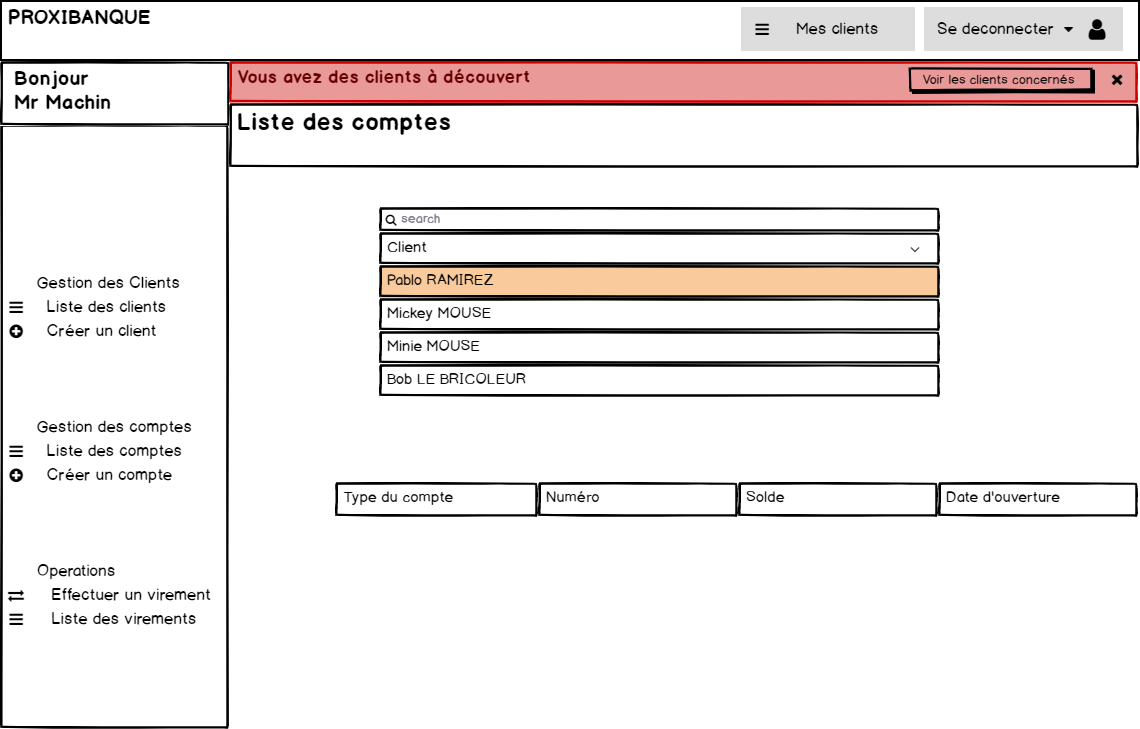 PROXIBANQUE
Mes clients
Se deconnecter
Bonjour
Mr Machin
Vous avez des clients à découvert
Voir les clients concernés
Liste des comptes
search
Client
Pablo RAMIREZ
Mickey MOUSE
Minie MOUSE
Bob LE BRICOLEUR
Gestion des Clients
Liste des clients
Créer un client
Gestion des comptes
Liste des comptes
Créer un compte
Type du compte
Numéro
Solde
Date d'ouverture
Operations
Effectuer un virement
Liste des virements